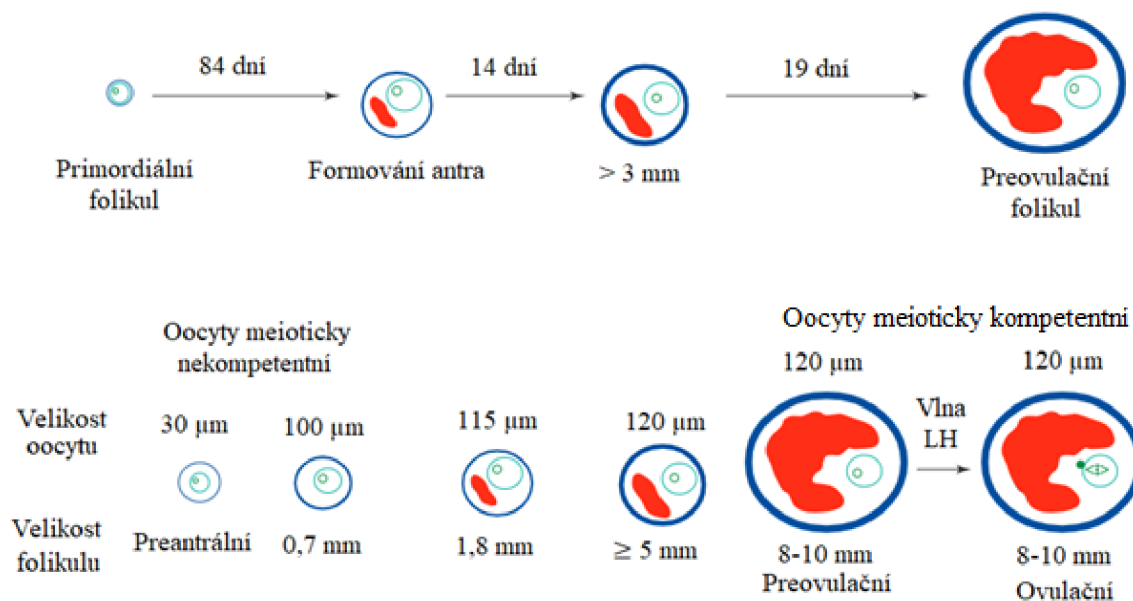 84 dní
14 dní
19 dní
Primordiální
folikul
Formování antra
> 3 mm
Preovulační
folikul
Oocyty meioticky
nekompetentní
Oocyty meioticky kompetentní
Velikost
oocytu
30 µm
100 µm
115 µm
120 µm
120 µm
Vlna
LH
120 µm
Velikost
folikulu
Preantrální
0,7 mm
1,8 mm
≥ 5 mm
8-10 mm
Preovulační
8-10 mm
Ovulační